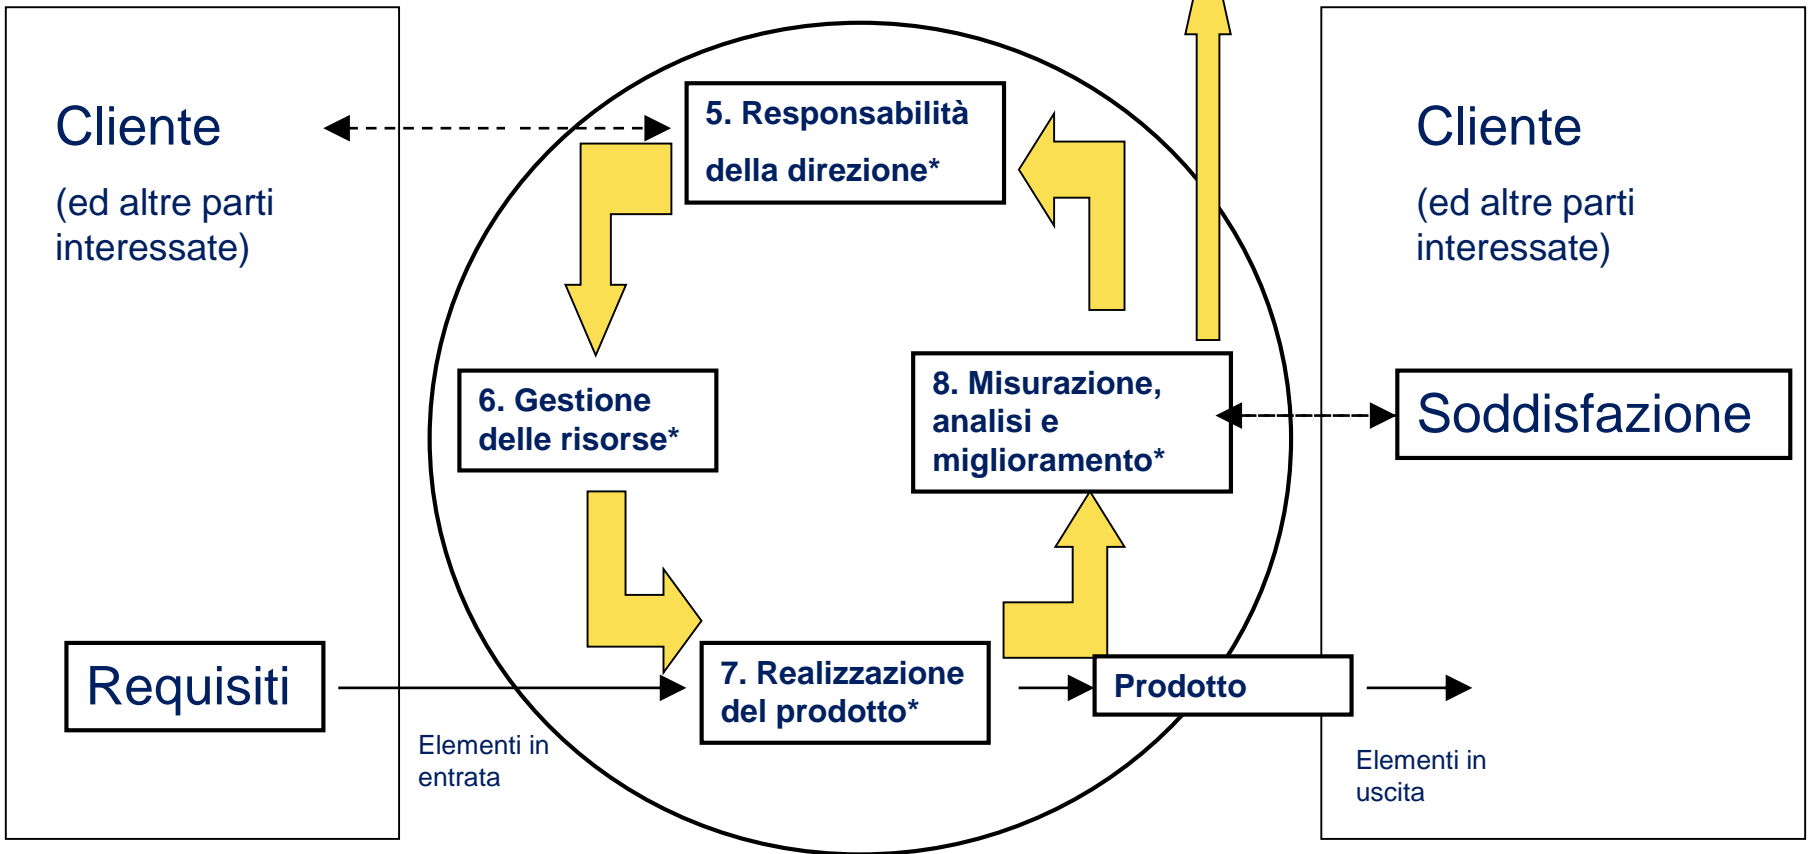 Cliente
(ed altre parti
interessate)
Requisiti
Elementi in
entrata
5. Responsabilità
della direzione*
6. Gestione
delle risorse*
7. Realizzazione
del prodotto*
8. Misurazione,
analisi e
miglioramento*
Prodotto
Cliente
(ed altre parti
interessate)
Soddisfazione
Elementi in
uscita